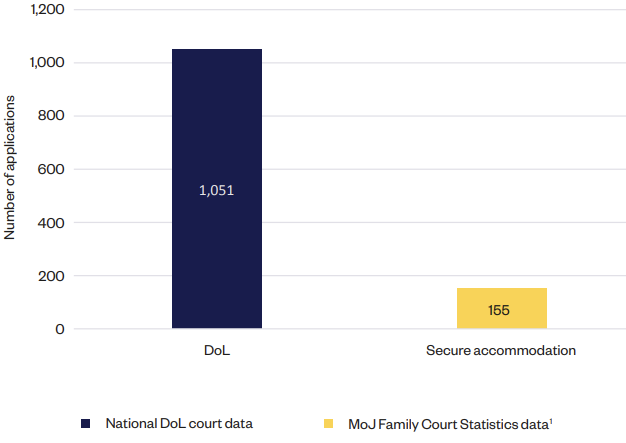 1,200
1,000
800
600
400
200
0
Number of applications
1,051
155
DoL
Secure accommodation
National DoL court data
MoJ Family Court Statistics data¹